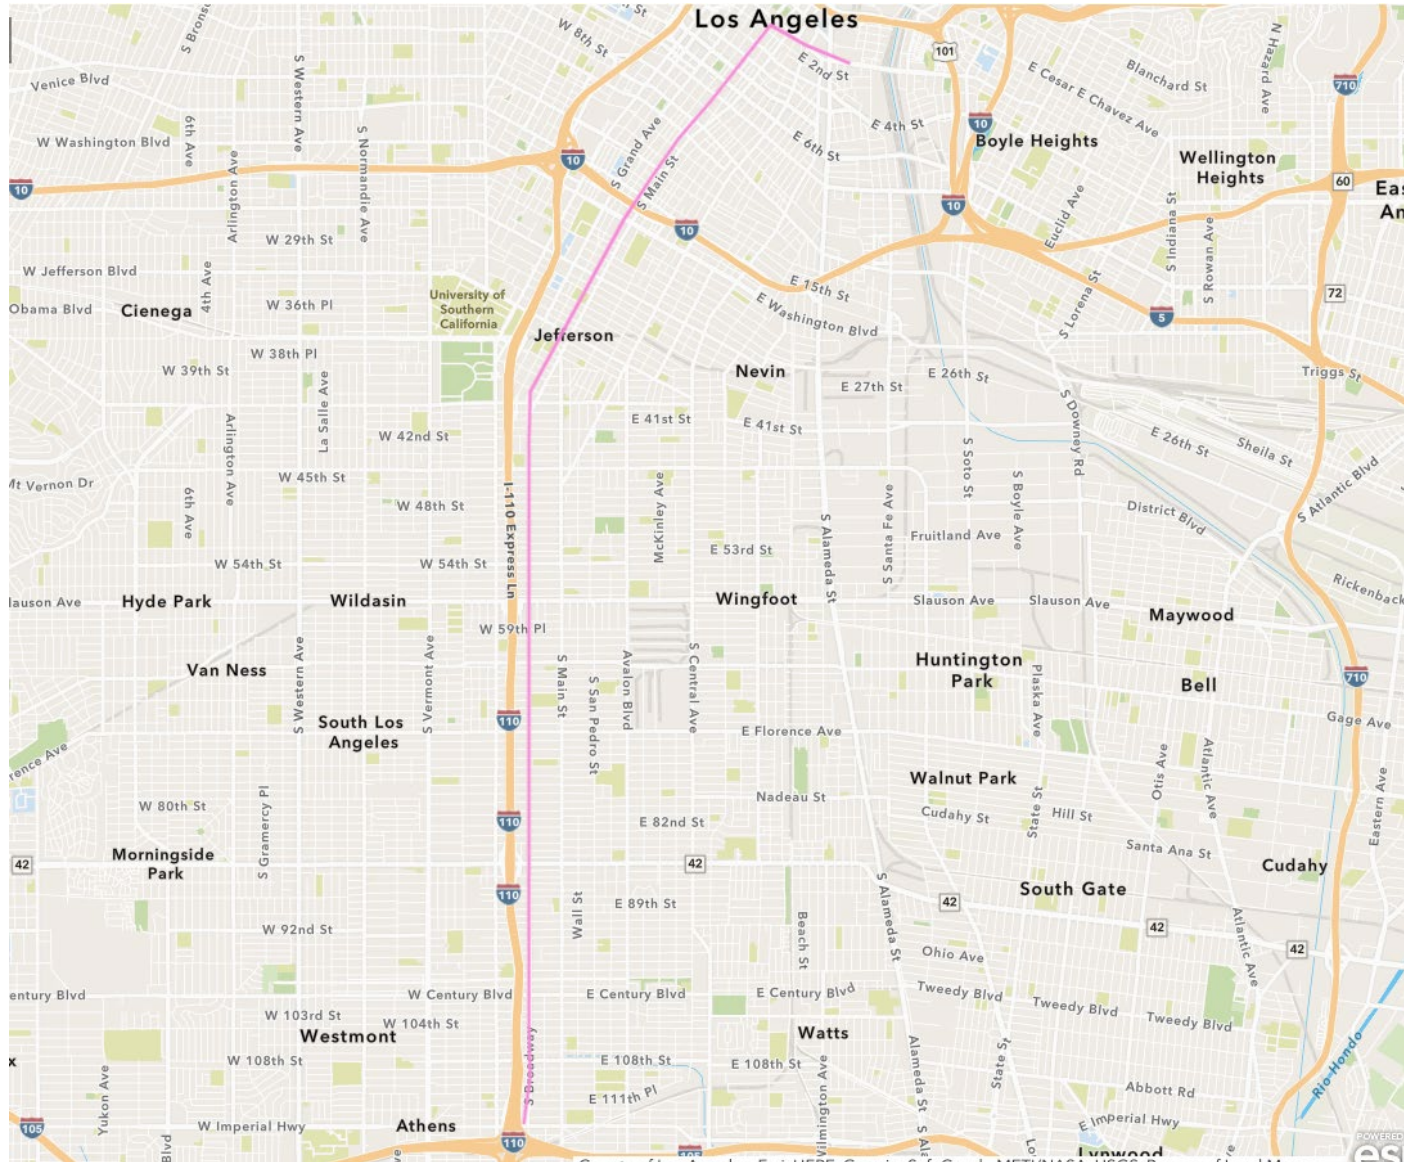 Los Angeles
S Western Ave
W 8th St
101
N Hazard Ave
E 2nd St
Blanchard St
E Cesar E Chavez Ave
710
Venice Blvd
6th Ave
S Normandie Ave
W Washington Blvd
Arlington Ave
S Grand Ave
E 4th St
10
Boyle Heights
E 6th St
10
Wellington
Heights
10
S Main St
60
10
Euclid Ave
S Indiana St
S Rowan Ave
W 29th St
10
W Jefferson Blvd
4th Ave
E 15th St
S Lorena St
72
University of
Southern
California
W 36th Pl
Obama Blvd
Cienega
E Washington Blvd
5
Jefferson
W 38th Pl
W 39th St
Nevin
E 27th St
E 26th St
Triggs St
La Salle Ave
Arlington Ave
W 42nd St
E 41st St
E 41st St
S Downey Rd
E 26th St
Sheila St
S Atlantic Blvd
W 45th St
Mt Vernon Dr
6th Ave
W 48th St
I-110 Express Ln
McKinley Ave
S Alameda St
S Santa Fe Ave
S Soto St
S Boyle Ave
District Blvd
Fruitland Ave
E 53rd St
W 54th St
W 54th St
Rickenback
lauson Ave
Hyde Park
Wildasin
Wingfoot
Slauson Ave
Slauson Ave
Maywood
W 59th Pl
Van Ness
S Western Ave
S Vermont Ave
S Main St
S San Pedro St
Avalon Blvd
S Central Ave
Huntington
Park
Plaska Ave
Bell
710
South Los
Angeles
110
E Florence Ave
Gage Ave
rence Ave
Otis Ave
Atlantic Ave
Eastern Ave
Walnut Park
W 80th St
S Gramercy Pl
Nadeau St
State St
Cudahy St
Hill St
110
E 82nd St
Santa Ana St
42
Morningside
Park
42
Cudahy
110
South Gate
Wall St
E 89th St
S Alameda St
42
Atlantic Ave
42
42
W 92nd St
Beach St
Ohio Ave
entury Blvd
W Century Blvd
E Century Blvd
E Century Blvd
Tweedy Blvd
Tweedy Blvd
Tweedy Blvd
W 103rd St
W 104th St
Westmont
Watts
S Broadway
x
W 108th St
E 108th St
E 108th St
Alameda St
State St
Rio Hondo
Yukon Ave
E 111th Pl
Wilmington Ave
Abbott Rd
105
W Imperial Hwy
Athens
E Imperial Hwy
110
105
Lynwood
POWERED
es